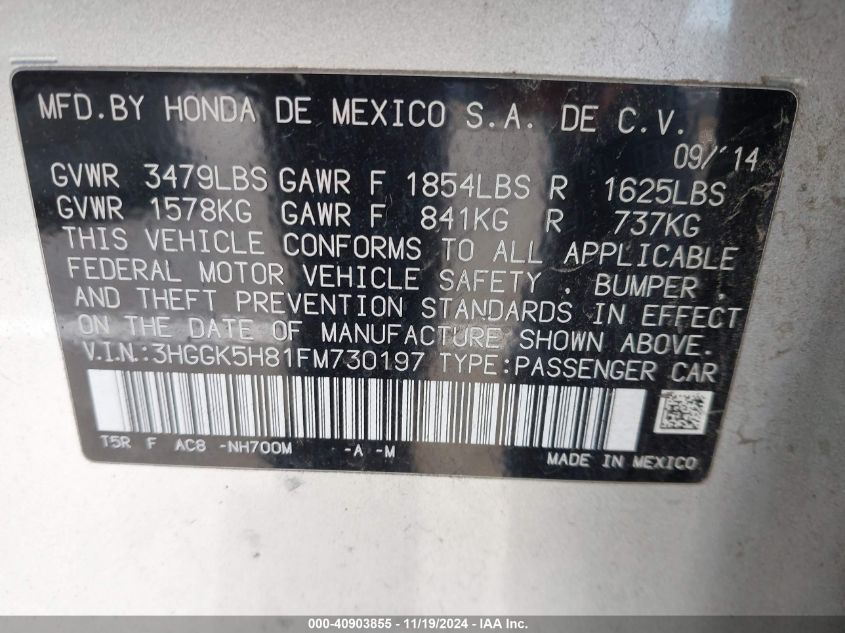 MFD.BY HONDA DE MEXICO S.A. DE C.V.
09/'14
GVWR 3479LBS GAWR F 1854LBS R 1625LBS
GVWR 1578KG GAWR F 841KG R 737KG
THIS VEHICLE CONFORMS TO ALL APPLICABLE
FEDERAL MOTOR VEHICLE SAFETY , BUMPER ,
AND THEFT PREVENTION STANDARDS IN EFFECT
ON THE DATE OF MANUFACTURE SHOWN ABOVE.
V.I.N.:3HGGK5H81FM730197 TYPE:PASSENGER CAR
T5R F AC8 -NH700M -A -M
MADE IN MEXICO
000-40903855 - 11/19/2024 - IAA, Inc.